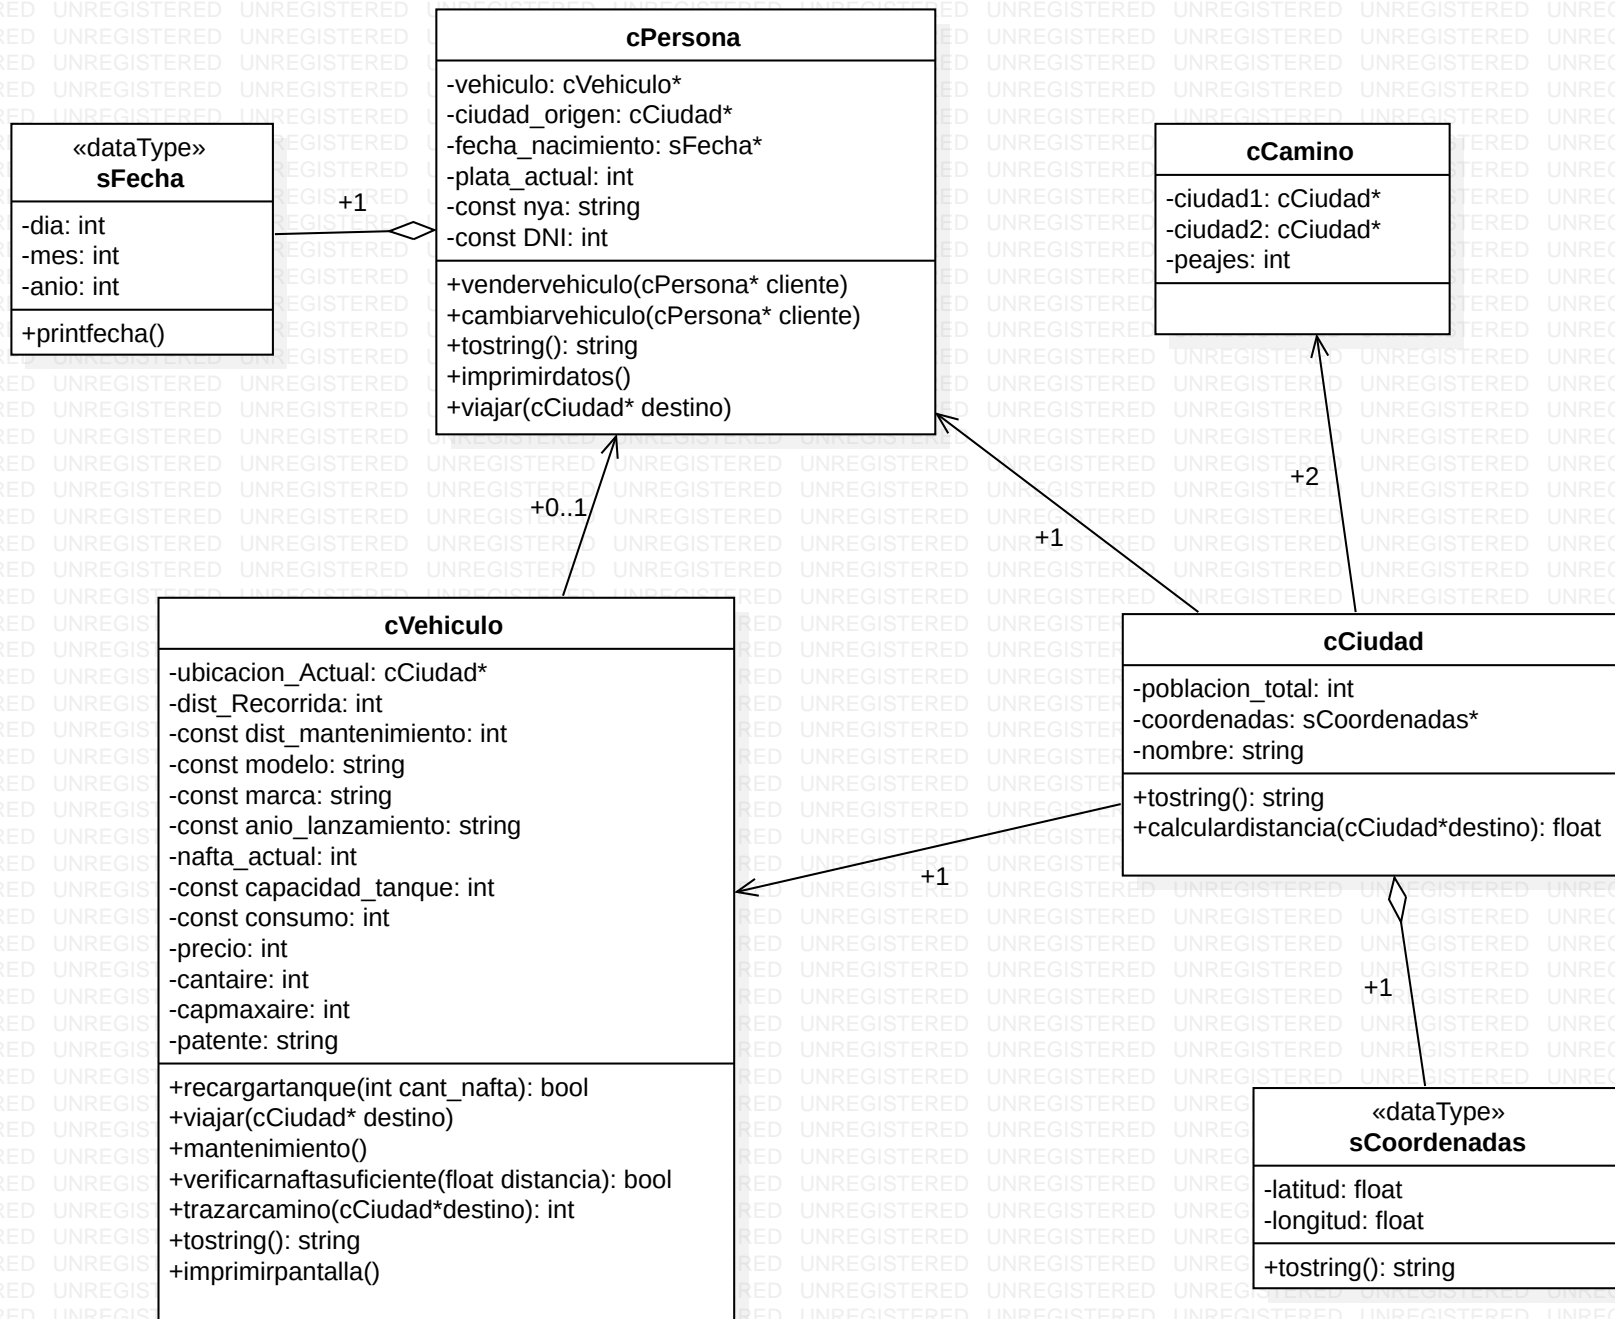 cPersona
-vehiculo: cVehiculo*
-ciudad_origen: cCiudad*
-fecha_nacimiento: sFecha*
-plata_actual: int
-const nya: string
-const DNI: int
+vendervehiculo(cPersona* cliente)
+cambiarvehiculo(cPersona* cliente)
+tostring(): string
+imprimirdatos()
+viajar(cCiudad* destino)
«dataType»
sFecha
-dia: int
-mes: int
-anio: int
+printfecha()
+1
cCamino
-ciudad1: cCiudad*
-ciudad2: cCiudad*
-peajes: int
+0..1
+1
+2
cVehiculo
-ubicacion_Actual: cCiudad*
-dist_Recorrida: int
-const dist_mantenimiento: int
-const modelo: string
-const marca: string
-const anio_lanzamiento: string
-nafta_actual: int
-const capacidad_tanque: int
-const consumo: int
-precio: int
-cantaire: int
-capmaxaire: int
-patente: string
+recargartanque(int cant_nafta): bool
+viajar(cCiudad* destino)
+mantenimiento()
+verificarnaftasuficiente(float distancia): bool
+trazarcamino(cCiudad*destino): int
+tostring(): string
+imprimirpantalla()
+1
cCiudad
-poblacion_total: int
-coordenadas: sCoordenadas*
-nombre: string
+tostring(): string
+calculardistancia(cCiudad*destino): float
+1
«dataType»
sCoordenadas
-latitud: float
-longitud: float
+tostring(): string
UNREGISTERED